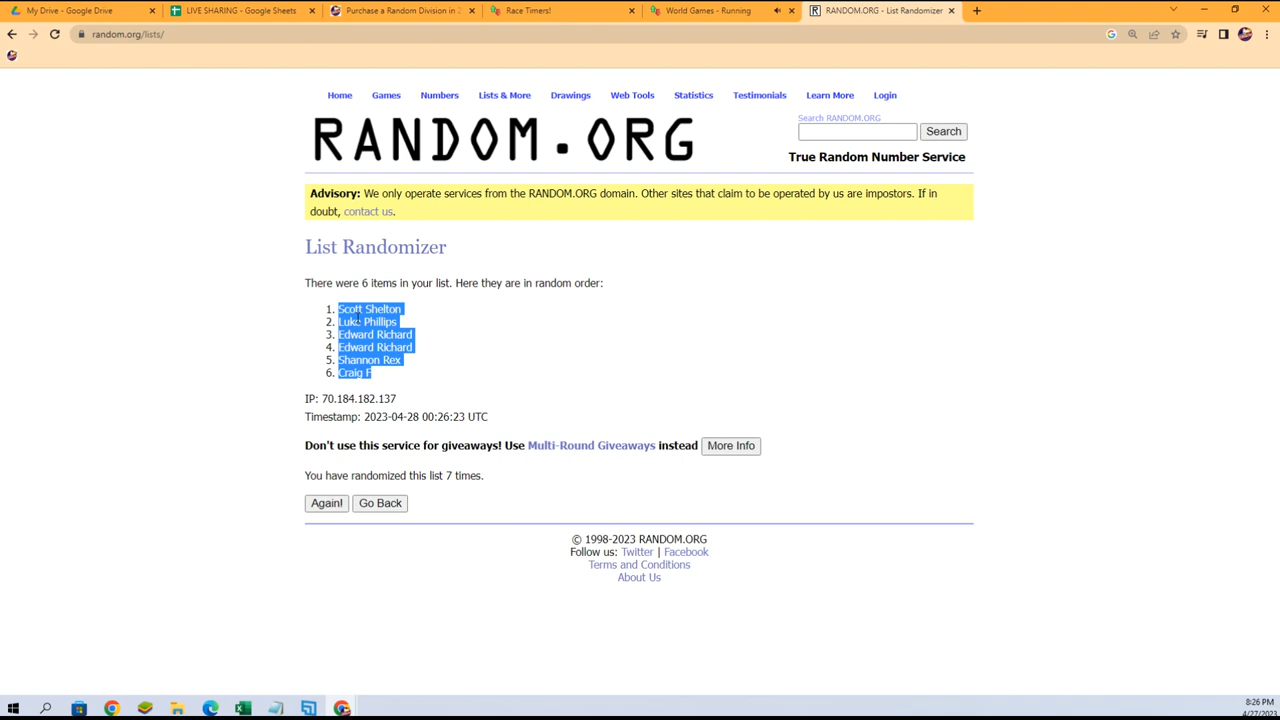 My Drive - Google Drive
LIVE SHARING - Google Sheets
Purchase a Random Division in
Race Timers!
World Games - Running
RANDOM.ORG - List Randomizer
random.org/lists/
Home Games Numbers Lists & More Drawings Web Tools Statistics Testimonials Learn More Login
Search RANDOM.ORG
RANDOM.ORG
Search
True Random Number Service
Advisory: We only operate services from the RANDOM.ORG domain. Other sites that claim to be operated by us are impostors. If in
doubt, contact us.
List Randomizer
There were 6 items in your list. Here they are in random order:
1. Scott Shelton
2. Luke Phillips
3. Edward Richard
4. Edward Richard
5. Shannon Rex
6. Craig F
IP: 70.184.182.137
Timestamp: 2023-04-28 00:26:23 UTC
Don't use this service for giveaways! Use Multi-Round Giveaways instead More Info
You have randomized this list 7 times.
Again! Go Back
© 1998-2023 RANDOM.ORG
Follow us: Twitter | Facebook
Terms and Conditions
About Us
8:26 PM
4/27/2023